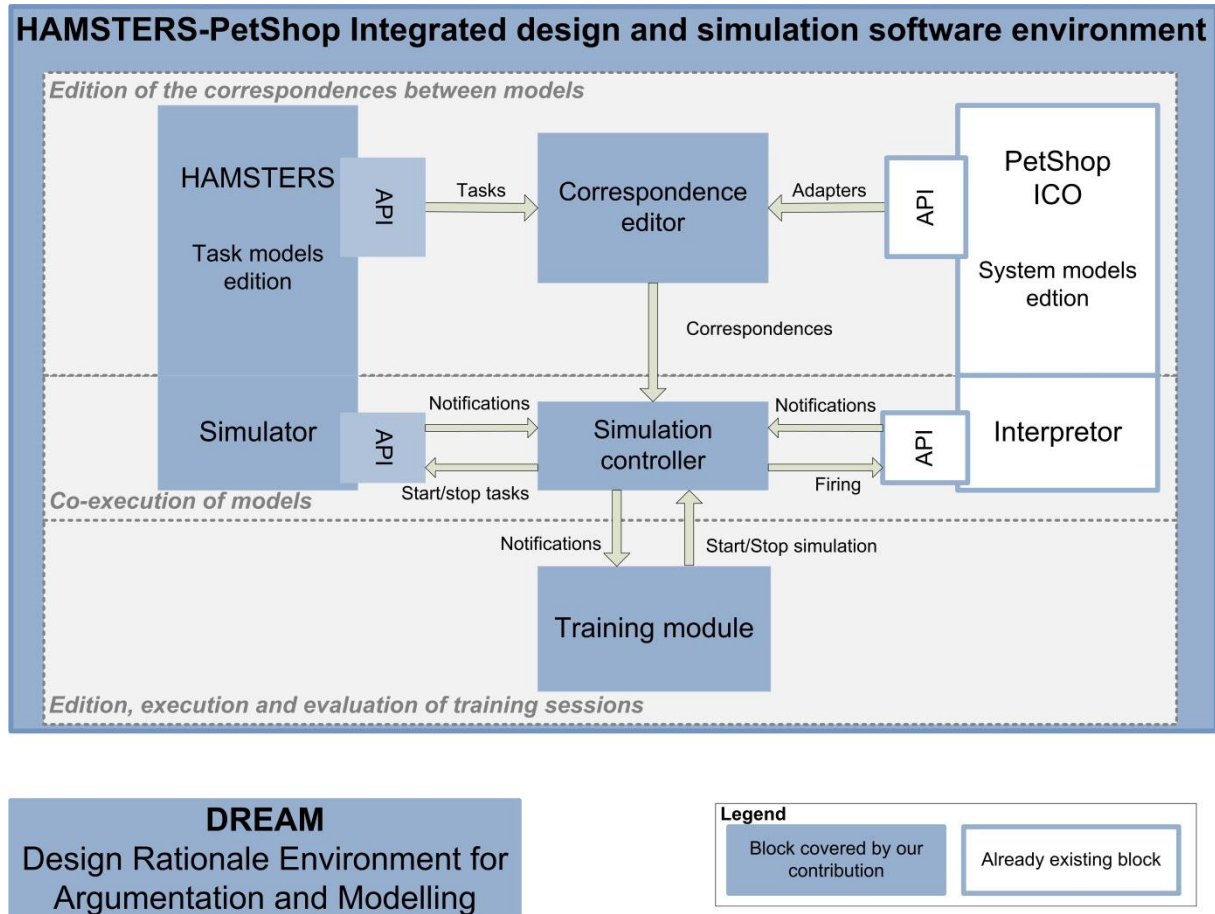 HAMSTERS-PetShop Integrated design and simulation software environment
Edition of the correspondences between models
HAMSTERS
Task models
edition
API
Tasks
Correspondence
editor
Adapters
API
PetShop
ICO
System models
edtion
Correspondences
Simulator
API
Notifications
Start/stop tasks
Simulation
controller
Notifications
Firing
API
Interpretor
Co-execution of models
Notifications
Start/Stop simulation
Training module
Edition, execution and evaluation of training sessions
DREAM
Design Rationale Environment for
Argumentation and Modelling
Legend
Block covered by our
contribution
Already existing block